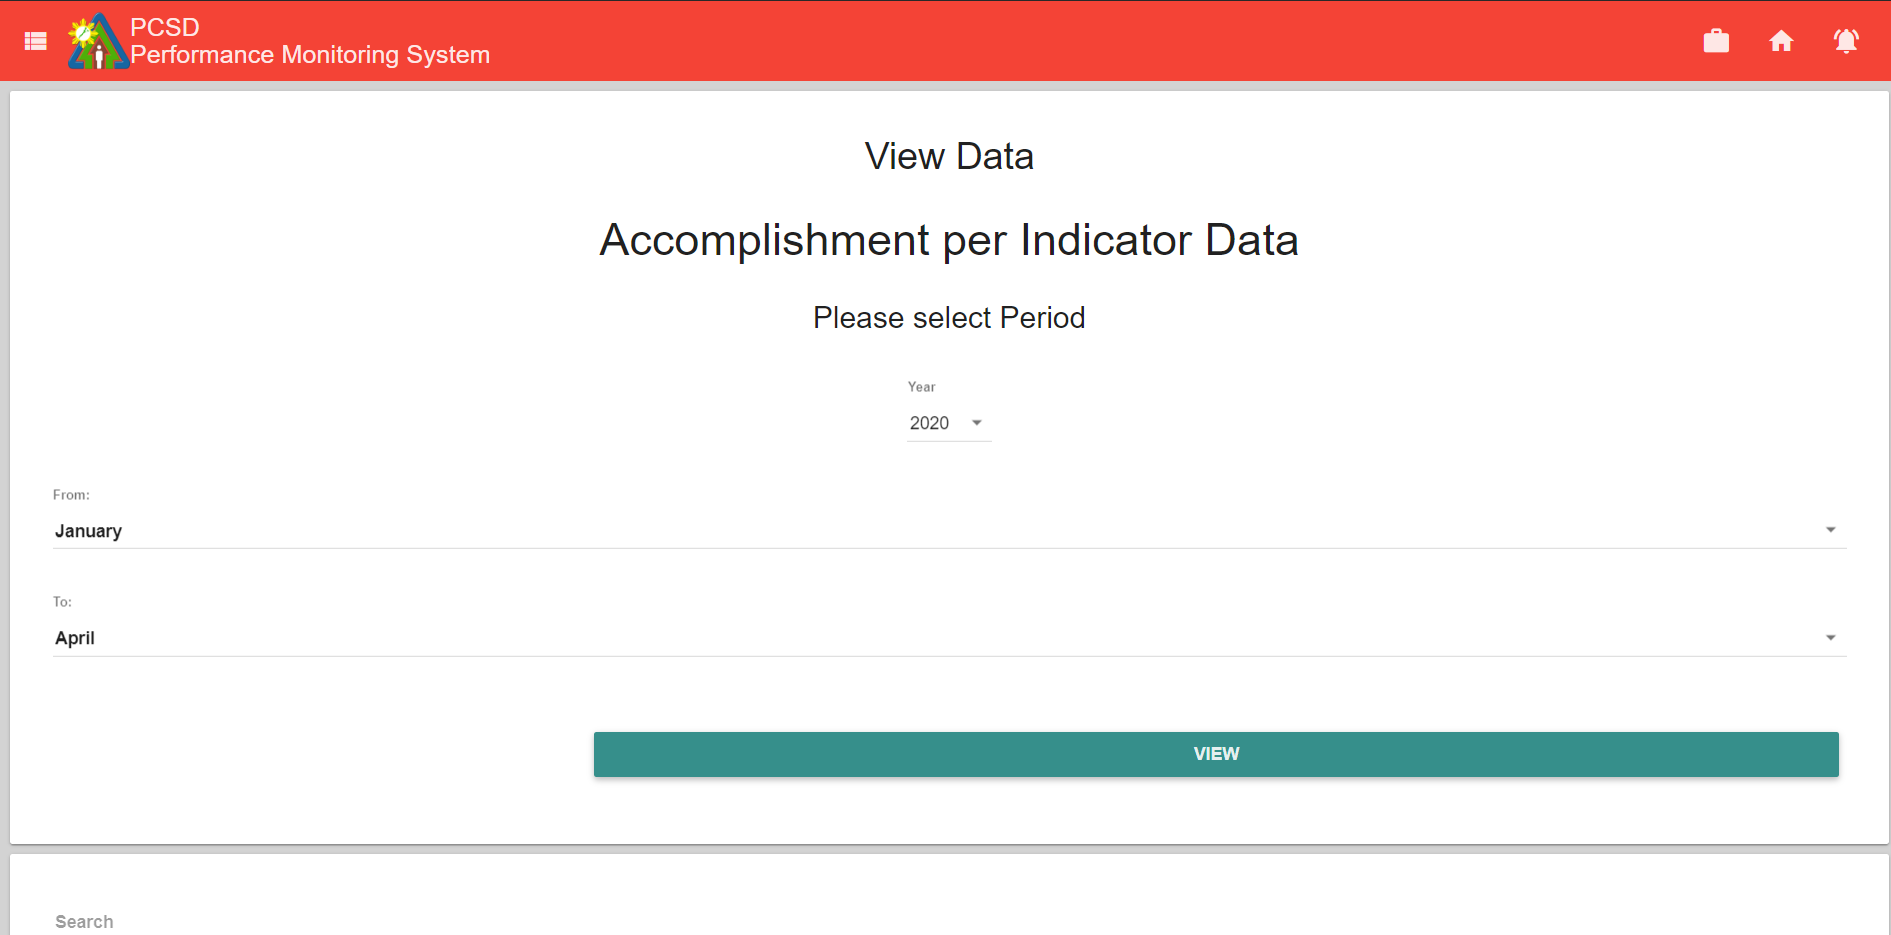 PCSD
Performance Monitoring System
View Data
Accomplishment per Indicator Data
Please select Period
Year
2020
From:
January
To:
April
VIEW
Search